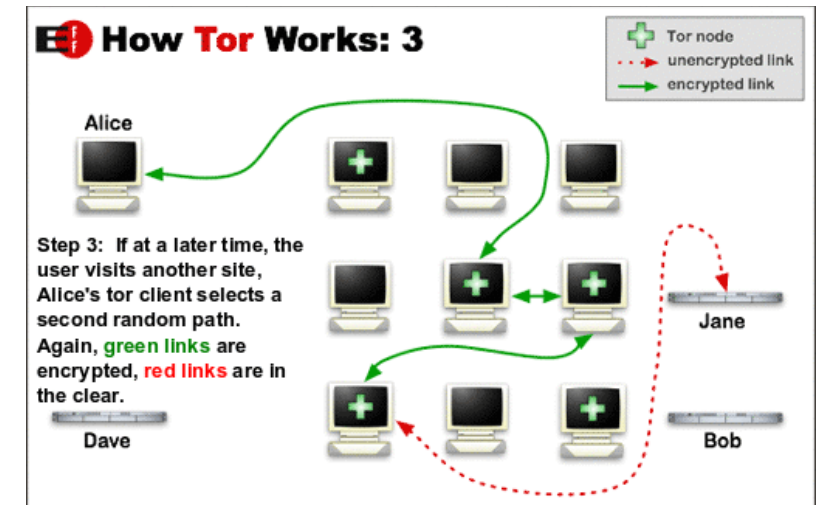 EFF How Tor Works: 3
Tor node
unencrypted link
encrypted link
Alice
Step 3: If at a later time, the
user visits another site,
Alice's tor client selects a
second random path.
Again, green links are
encrypted, red links are in
the clear.
Jane
Dave
Bob